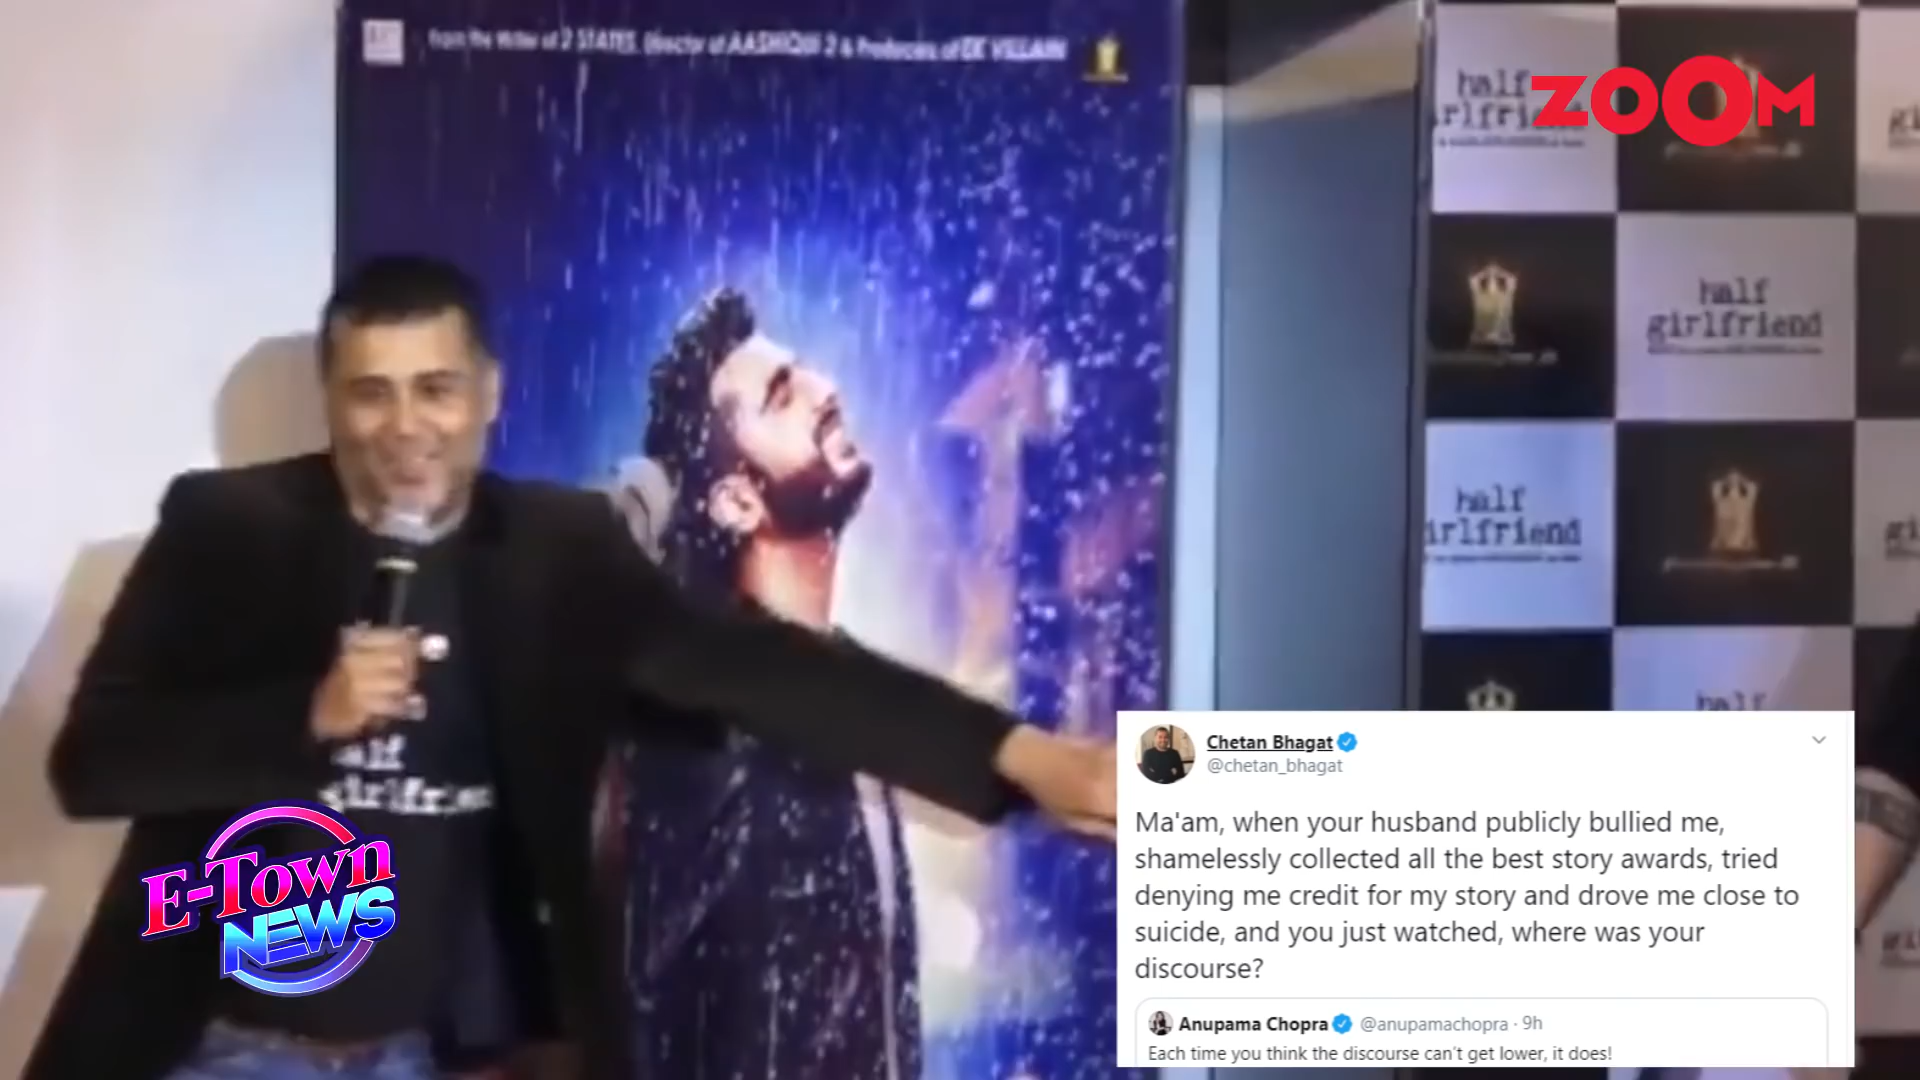 from the Writer of 2 STATES, Director of AASHIQUI 2 & Producers of EK VILLAIN
zoom
half
girlfriend
half
girlfriend
half
irlfriend
half
half
girlfrien
E-Town
NEWS
Chetan Bhagat
@chetan_bhagat
Ma'am, when your husband publicly bullied me,
shamelessly collected all the best story awards, tried
denying me credit for my story and drove me close to
suicide, and you just watched, where was your
discourse?
Anupama Chopra @anupamachopra · 9h
Each time you think the discourse can't get lower, it does!